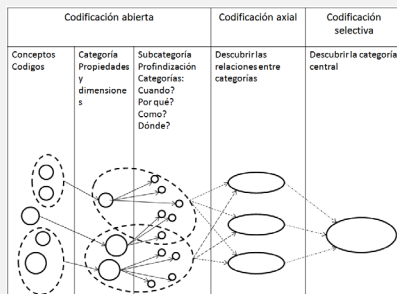 Codificación abierta
Codificación axial
Codificación
selectiva
Conceptos
Codigos
Categoría
Propiedades
y
dimensione
s
Subcategoría
Profindización
Categorías:
Cuando?
Por qué?
Como?
Dónde?
Descubrir las
relaciones entre
categorías
Descubrir la categoría
central